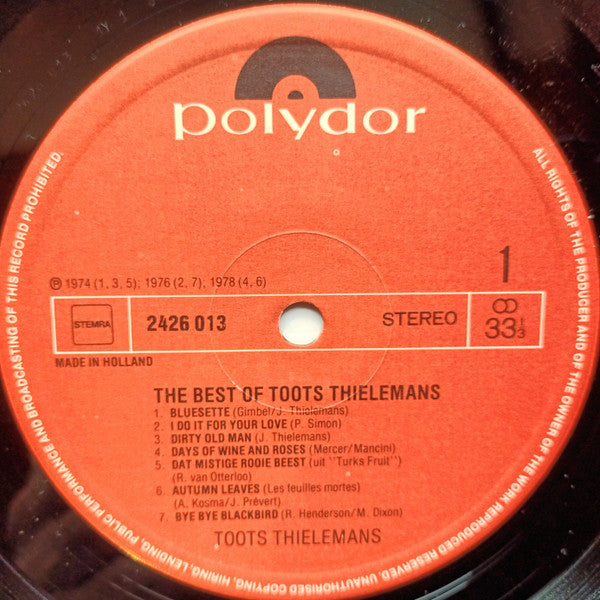 polydor
1
℗ 1974 (1, 3, 5); 1976 (2, 7); 1978 (4, 6)
STEMRA
2426 013
STEREO
33 1/3
MADE IN HOLLAND
THE BEST OF TOOTS THIELEMANS
1. BLUESETTE (Gimbel/J. Thielemans)
2. I DO IT FOR YOUR LOVE (P. Simon)
3. DIRTY OLD MAN (J. Thielemans)
4. DAYS OF WINE AND ROSES (Mercer/Mancini)
5. DAT MISTIGE ROOIE BEEST (uit ''Turks Fruit'')
(R. van Otterloo)
6. AUTUMN LEAVES (Les feuilles mortes)
(A. Kosma/J. Prévert)
7. BYE BYE BLACKBIRD (R. Henderson/M. Dixon)
TOOTS THIELEMANS
ALL RIGHTS OF THE PRODUCER AND OF THE OWNER OF THE WORK REPRODUCED RESERVED. UNAUTHORISED COPYING, HIRING, LENDING, PUBLIC PERFORMANCE AND BROADCASTING OF THIS RECORD PROHIBITED.